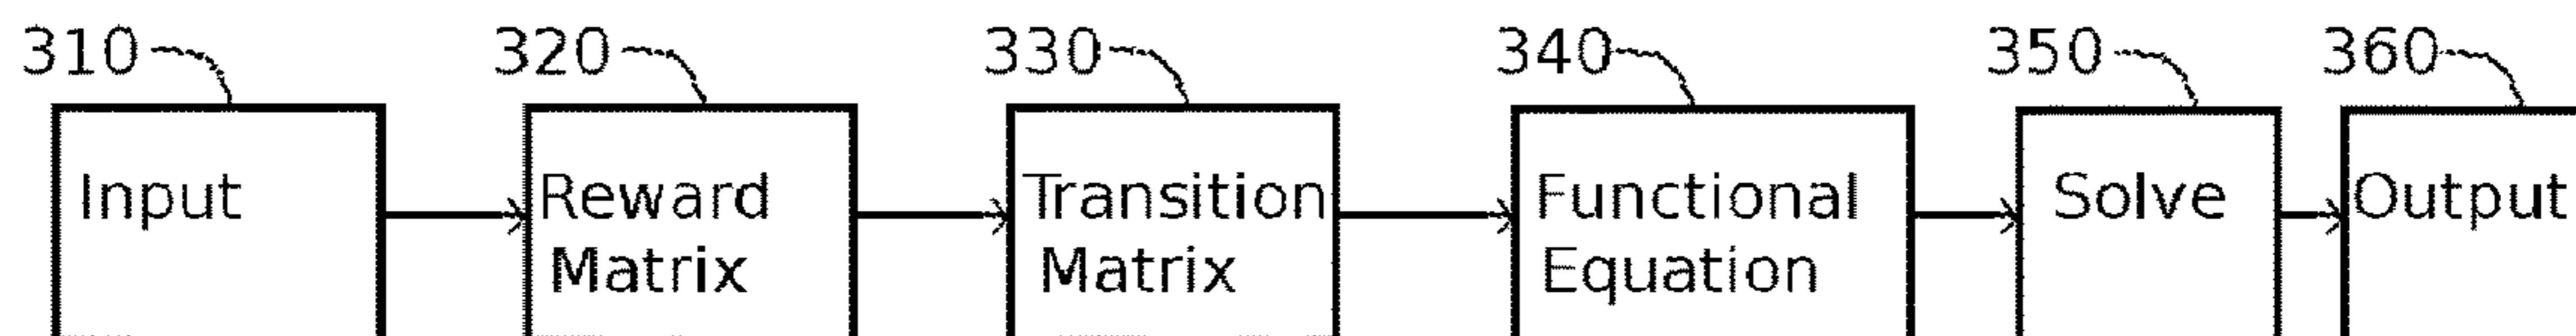 310 320 330 340 350 360
Input Reward Transition Functional Solve Output
Matrix Matrix Equation